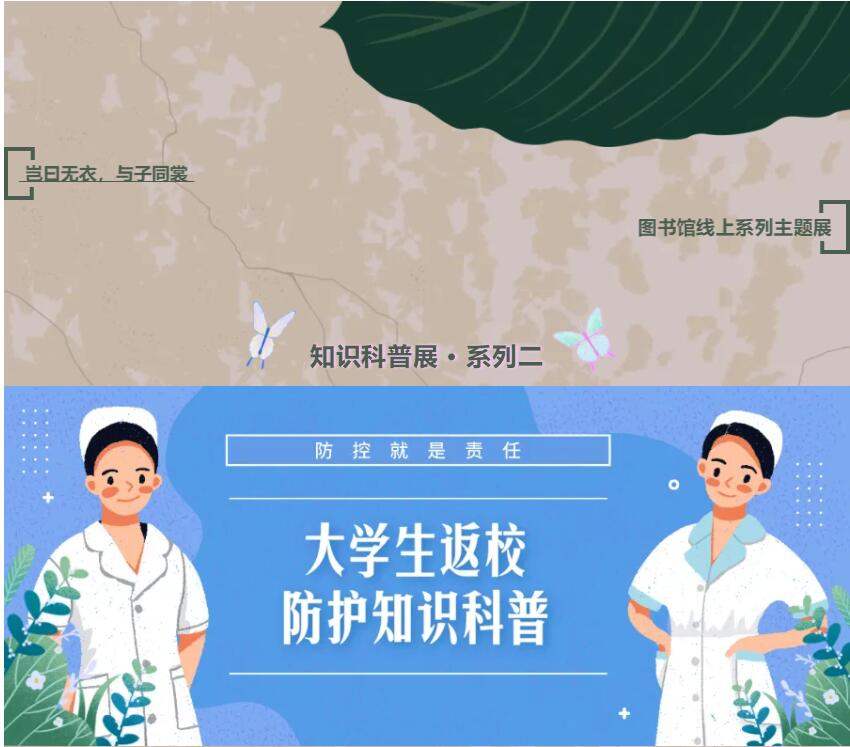 岂曰无衣，与子同裳
图书馆线上系列主题展
知识科普展·系列二
防控就是责任
大学生返校
防护知识科普